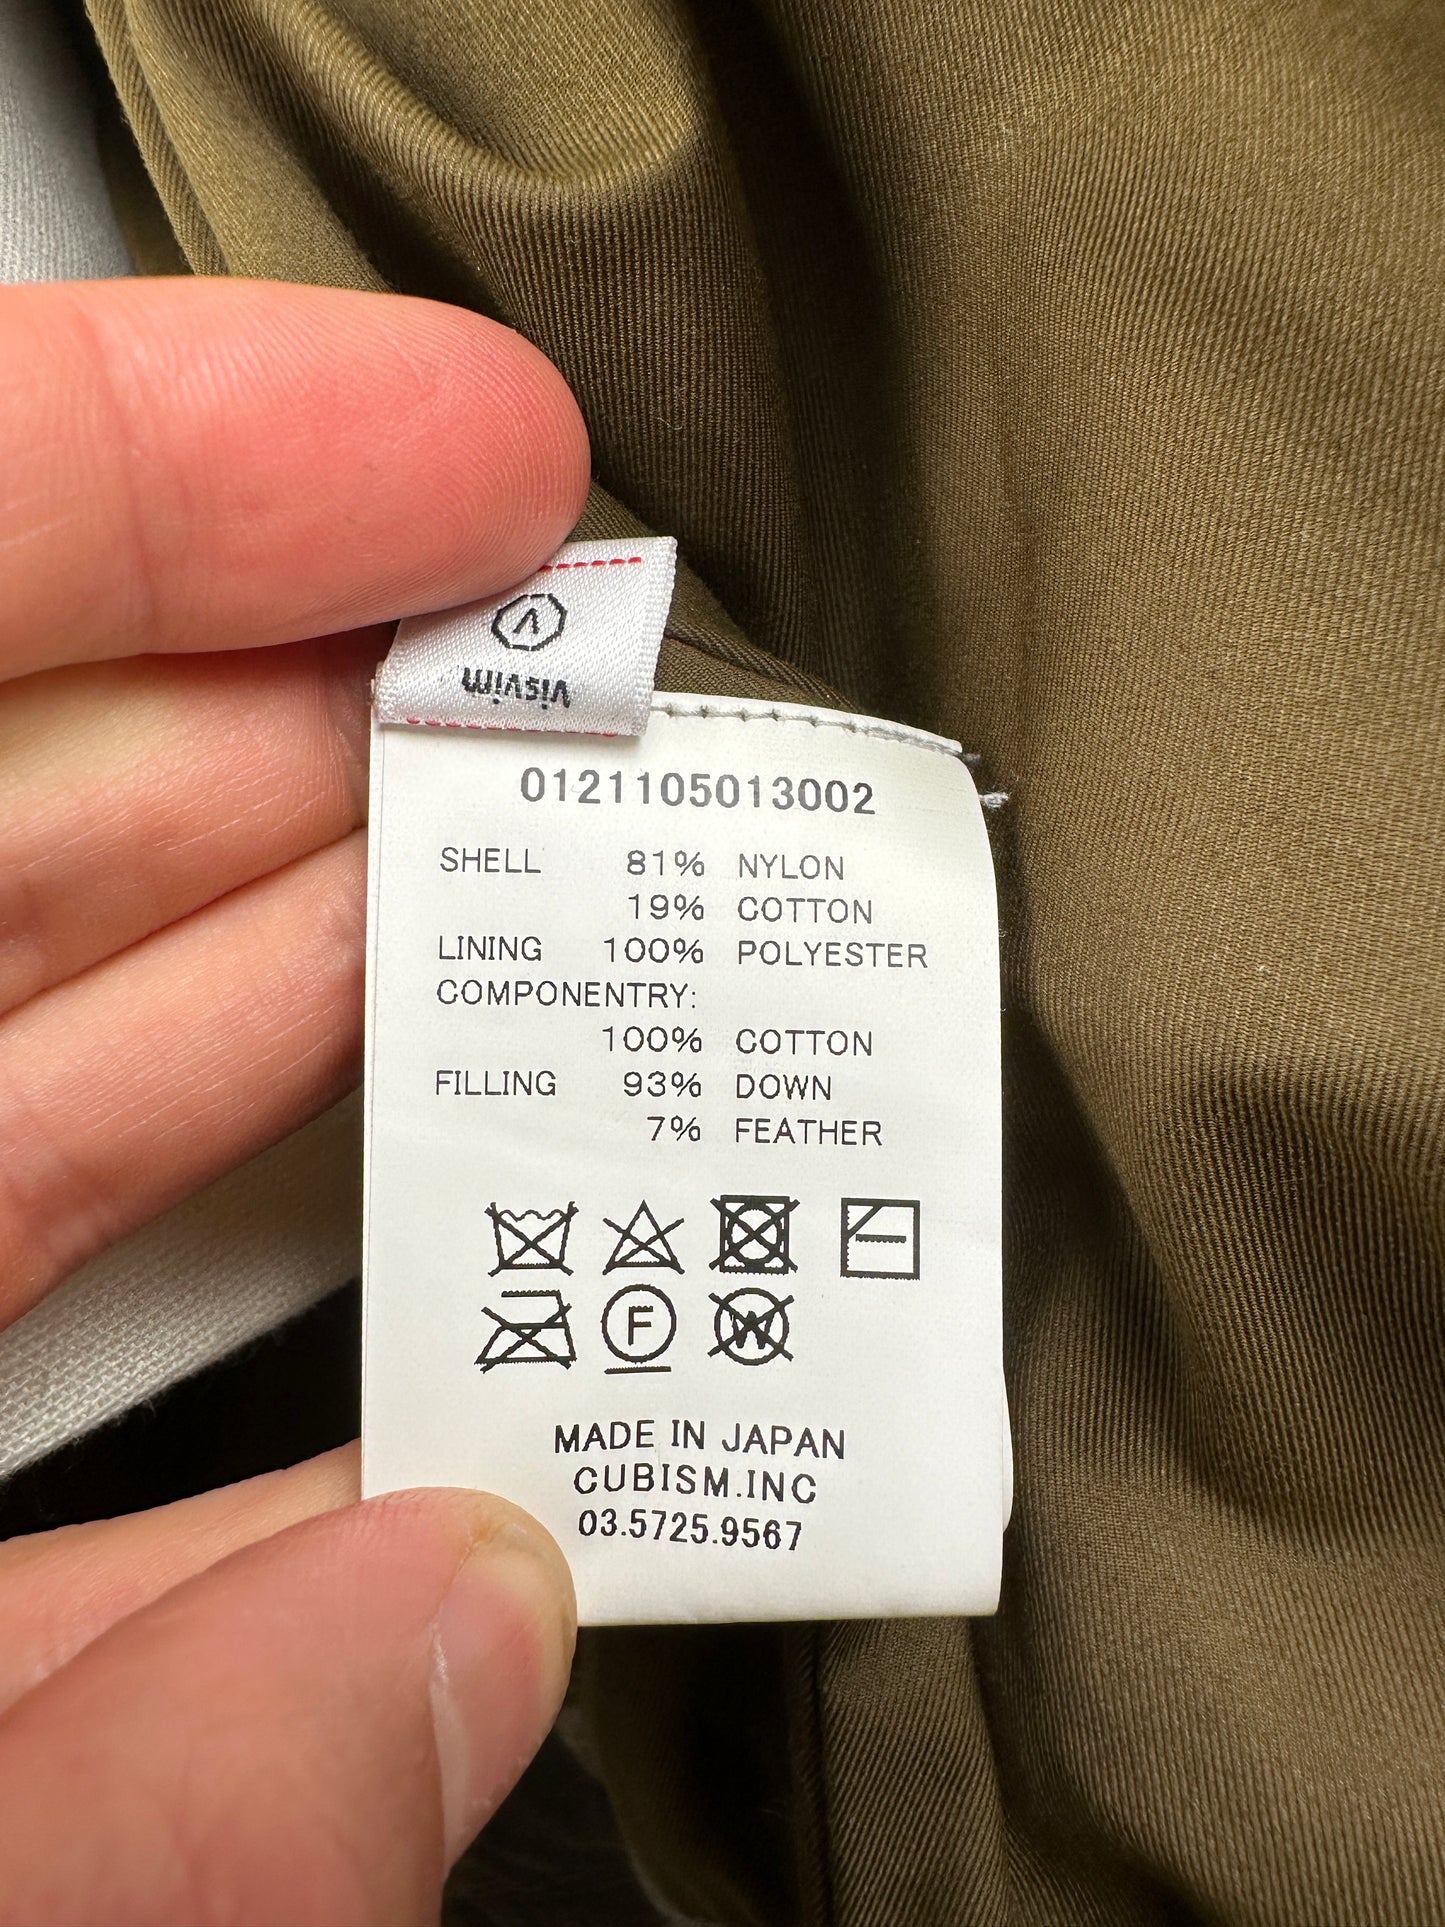 V
visvim
0121105013002
SHELL 81% NYLON
19% COTTON
LINING 100% POLYESTER
COMPONENTRY:
100% COTTON
FILLING 93% DOWN
7% FEATHER
F W
MADE IN JAPAN
CUBISM.INC
03.5725.9567